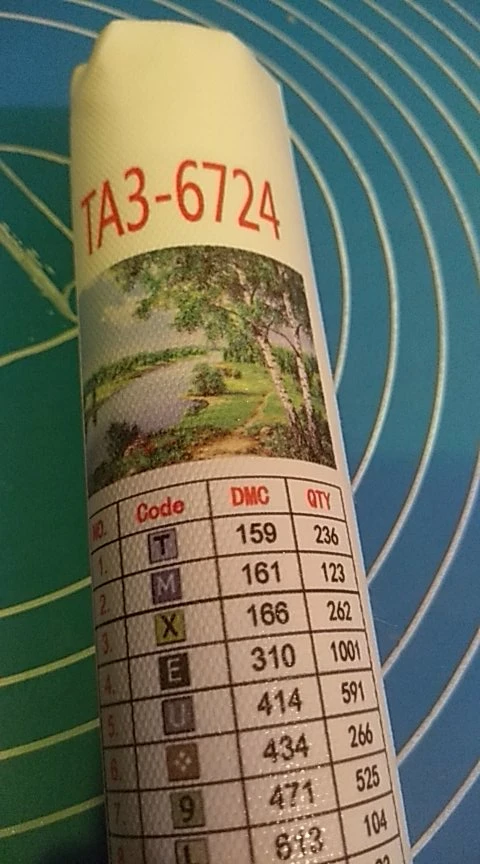 TA3-6724
NO. Code DMC QTY
1. T 159 236
2. M 161 123
3. X 166 262
4. E 310 1001
5. U 414 591
6. 434 266
7. 9 471 525
L 613 104